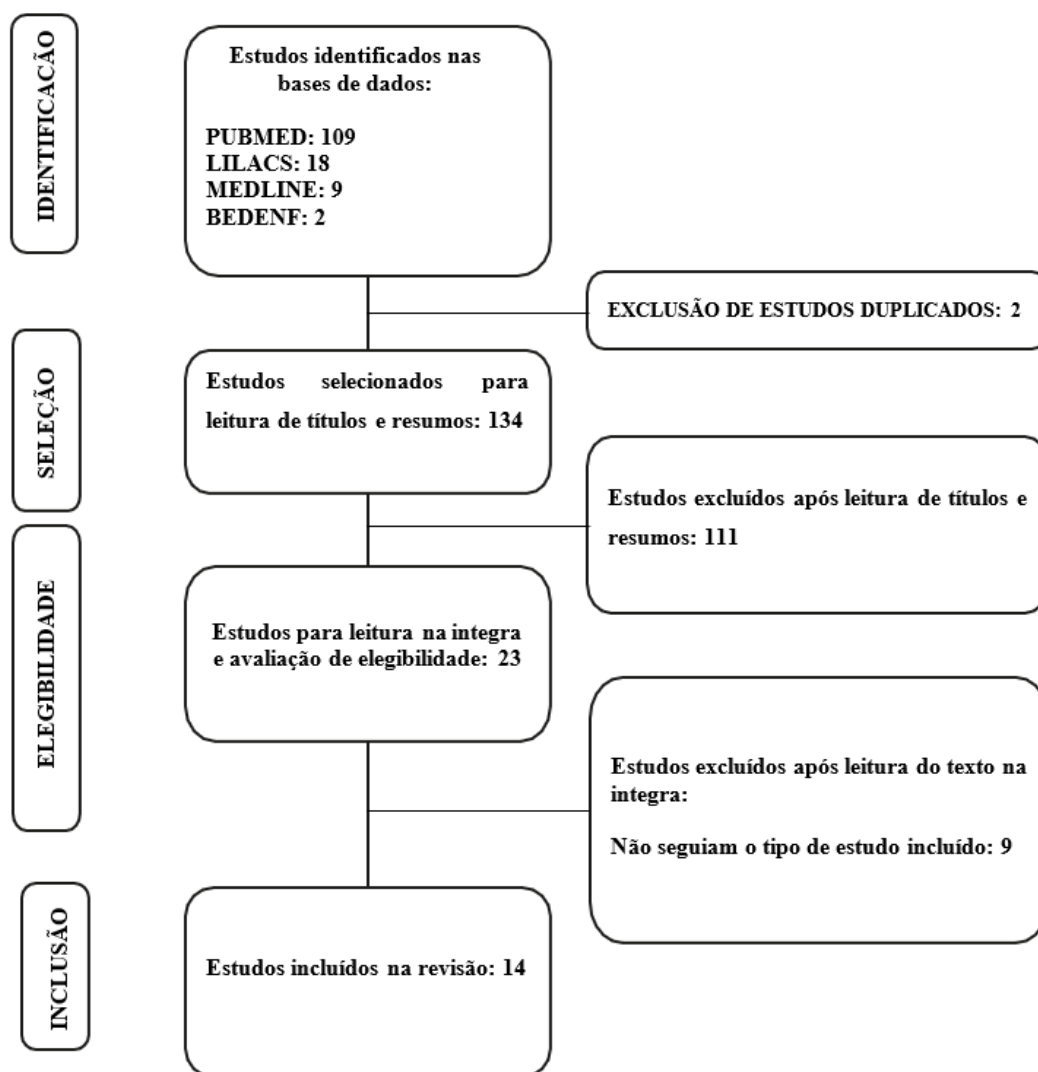 IDENTIFICAÇÃO
Estudos identificados nas
bases de dados:
PUBMED: 109
LILACS: 18
MEDLINE: 9
BEDENF: 2
EXCLUSÃO DE ESTUDOS DUPLICADOS: 2
SELEÇÃO
Estudos selecionados para
leitura de títulos e resumos: 134
Estudos excluídos após leitura de títulos e
resumos: 111
ELEGIBILIDADE
Estudos para leitura na integra
e avaliação de elegibilidade: 23
Estudos excluídos após leitura do texto na
integra:
Não seguiam o tipo de estudo incluído: 9
INCLUSÃO
Estudos incluídos na revisão: 14